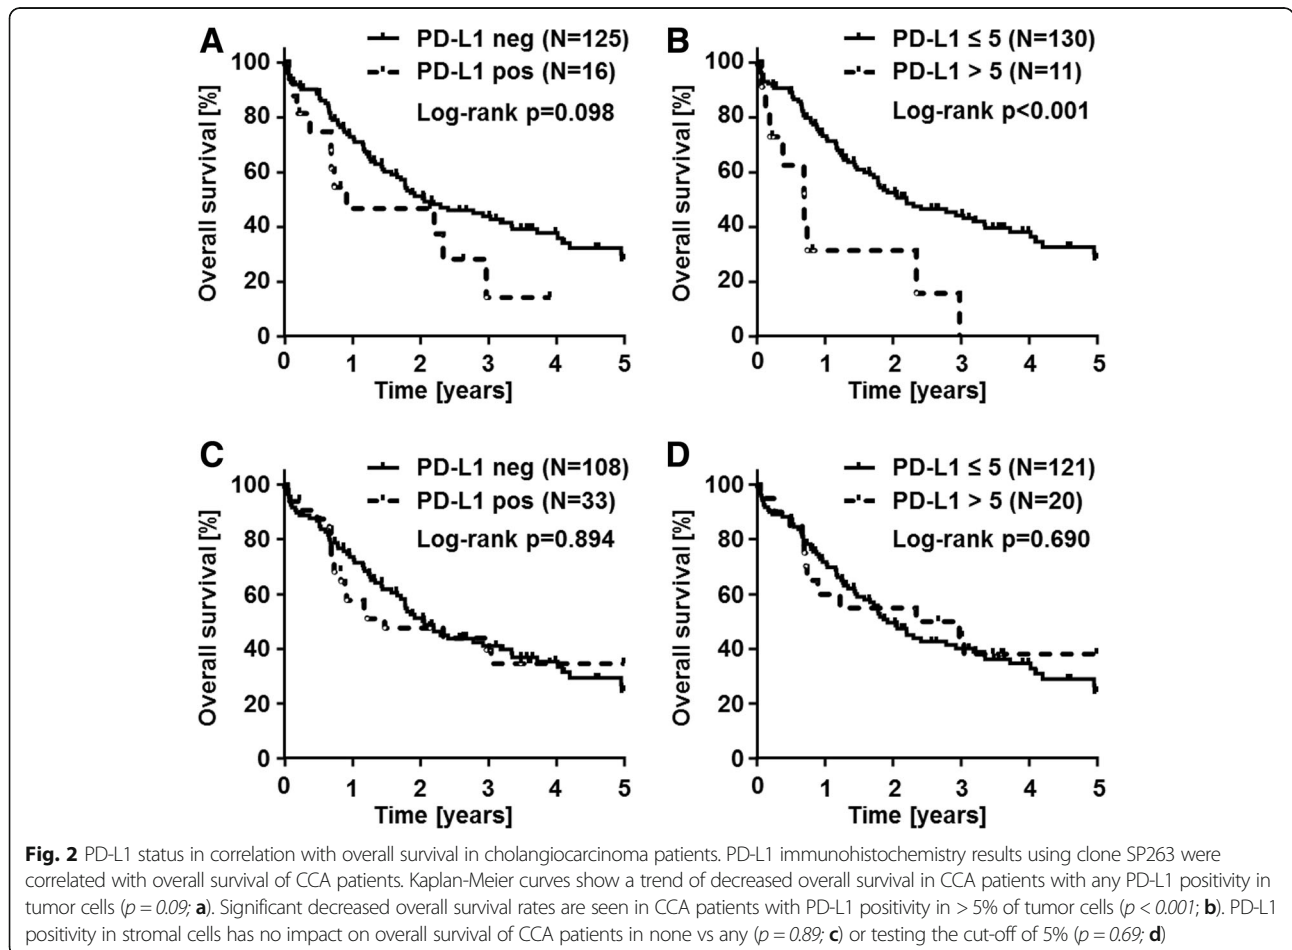 A
PD-L1 neg (N=125)
PD-L1 pos (N=16)
Log-rank p=0.098
100
80
60
40
20
0
Overall survival [%]
0 1 2 3 4 5
Time [years]
B
PD-L1 ≤ 5 (N=130)
PD-L1 > 5 (N=11)
Log-rank p<0.001
100
80
60
40
20
0
Overall survival [%]
0 1 2 3 4 5
Time [years]
C
PD-L1 neg (N=108)
PD-L1 pos (N=33)
Log-rank p=0.894
100
80
60
40
20
0
Overall survival [%]
0 1 2 3 4 5
Time [years]
D
PD-L1 ≤ 5 (N=121)
PD-L1 > 5 (N=20)
Log-rank p=0.690
100
80
60
40
20
0
Overall survival [%]
0 1 2 3 4 5
Time [years]
Fig. 2 PD-L1 status in correlation with overall survival in cholangiocarcinoma patients. PD-L1 immunohistochemistry results using clone SP263 were
correlated with overall survival of CCA patients. Kaplan-Meier curves show a trend of decreased overall survival in CCA patients with any PD-L1 positivity in
tumor cells (p = 0.09; a). Significant decreased overall survival rates are seen in CCA patients with PD-L1 positivity in > 5% of tumor cells (p < 0.001; b). PD-L1
positivity in stromal cells has no impact on overall survival of CCA patients in none vs any (p = 0.89; c) or testing the cut-off of 5% (p = 0.69; d)